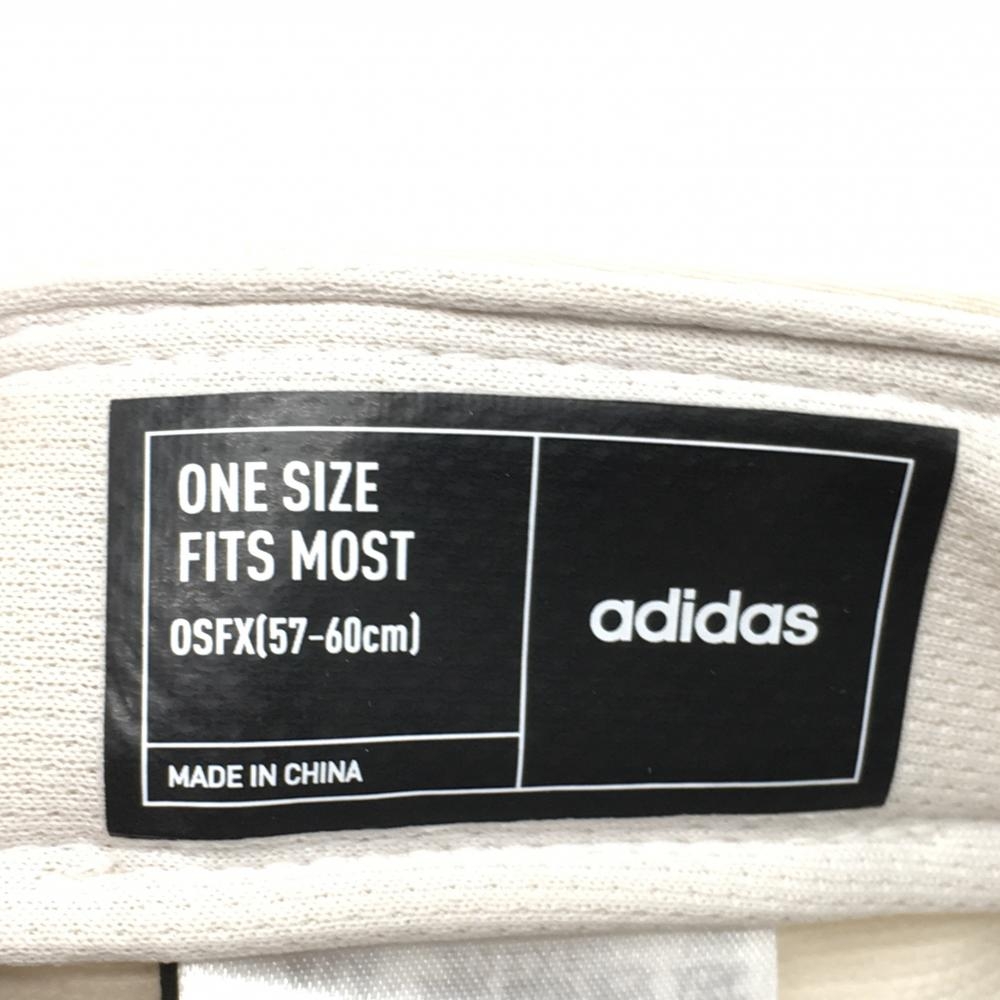 ONE SIZE
FITS MOST
OSFX(57-60cm)
MADE IN CHINA
adidas